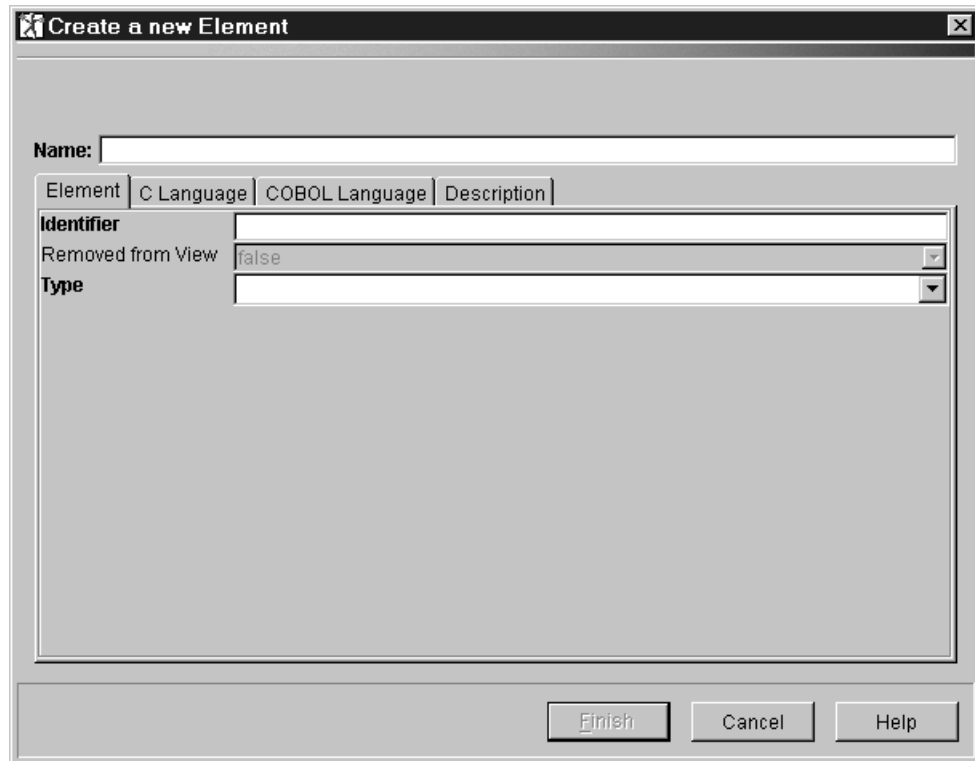 Create a new Element
Name:
Element C Language COBOL Language Description
Identifier
Removed from View false
Type
Finish Cancel Help